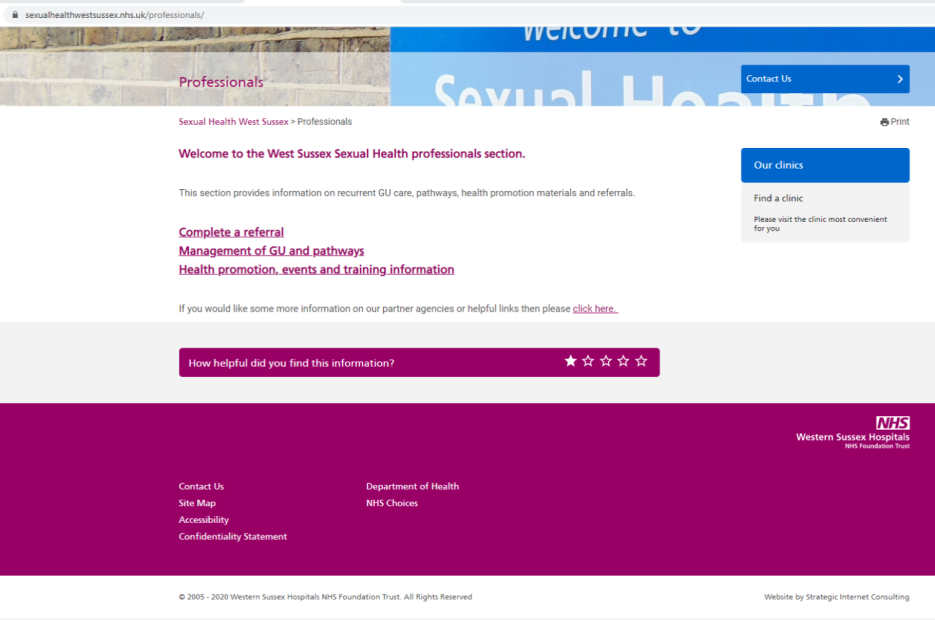 sexualhealthwestsussex.nhs.uk/professionals/
Welcome to
Sexual Health
Professionals
Contact Us
Sexual Health West Sussex > Professionals
Print
Welcome to the West Sussex Sexual Health professionals section.
Our clinics
This section provides information on recurrent GU care, pathways, health promotion materials and referrals.
Find a clinic
Please visit the clinic most convenient
for you
Complete a referral
Management of GU and pathways
Health promotion, events and training information
If you would like some more information on our partner agencies or helpful links then please click here.
How helpful did you find this information?
NHS
Western Sussex Hospitals
NHS Foundation Trust
Contact Us
Site Map
Accessibility
Confidentiality Statement
Department of Health
NHS Choices
© 2005 - 2020 Western Sussex Hospitals NHS Foundation Trust. All Rights Reserved
Website by Strategic Internet Consulting